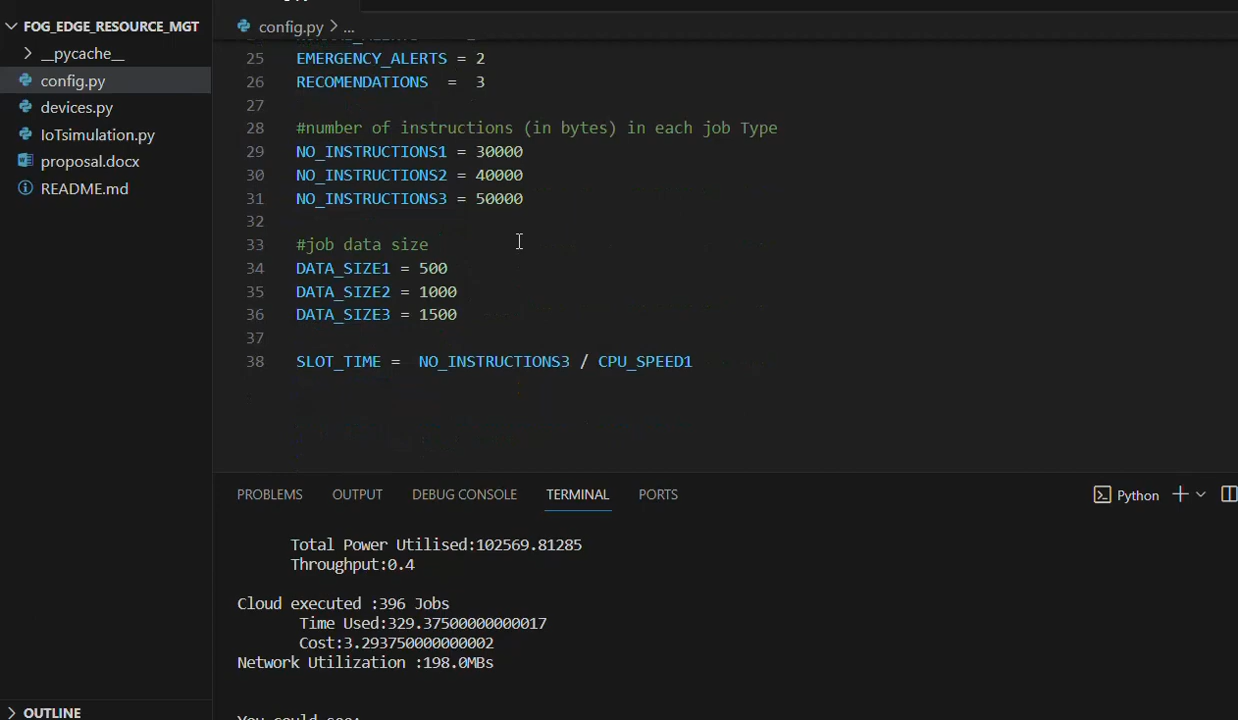 FOG_EDGE_RESOURCE_MGT
__pycache__
config.py
devices.py
IoTsimulation.py
proposal.docx
README.md
OUTLINE
config.py > ...
25 EMERGENCY_ALERTS = 2
26 RECOMENDATIONS  =  3
27
28 #number of instructions (in bytes) in each job Type
29 NO_INSTRUCTIONS1 = 30000
30 NO_INSTRUCTIONS2 = 40000
31 NO_INSTRUCTIONS3 = 50000
32
33 #job data size
34 DATA_SIZE1 = 500
35 DATA_SIZE2 = 1000
36 DATA_SIZE3 = 1500
37
38 SLOT_TIME =  NO_INSTRUCTIONS3 / CPU_SPEED1
PROBLEMS OUTPUT DEBUG CONSOLE TERMINAL PORTS Python
Total Power Utilised:102569.81285
Throughput:0.4
Cloud executed :396 Jobs
Time Used:329.37500000000017
Cost:3.293750000000002
Network Utilization :198.0MBs
You could see: